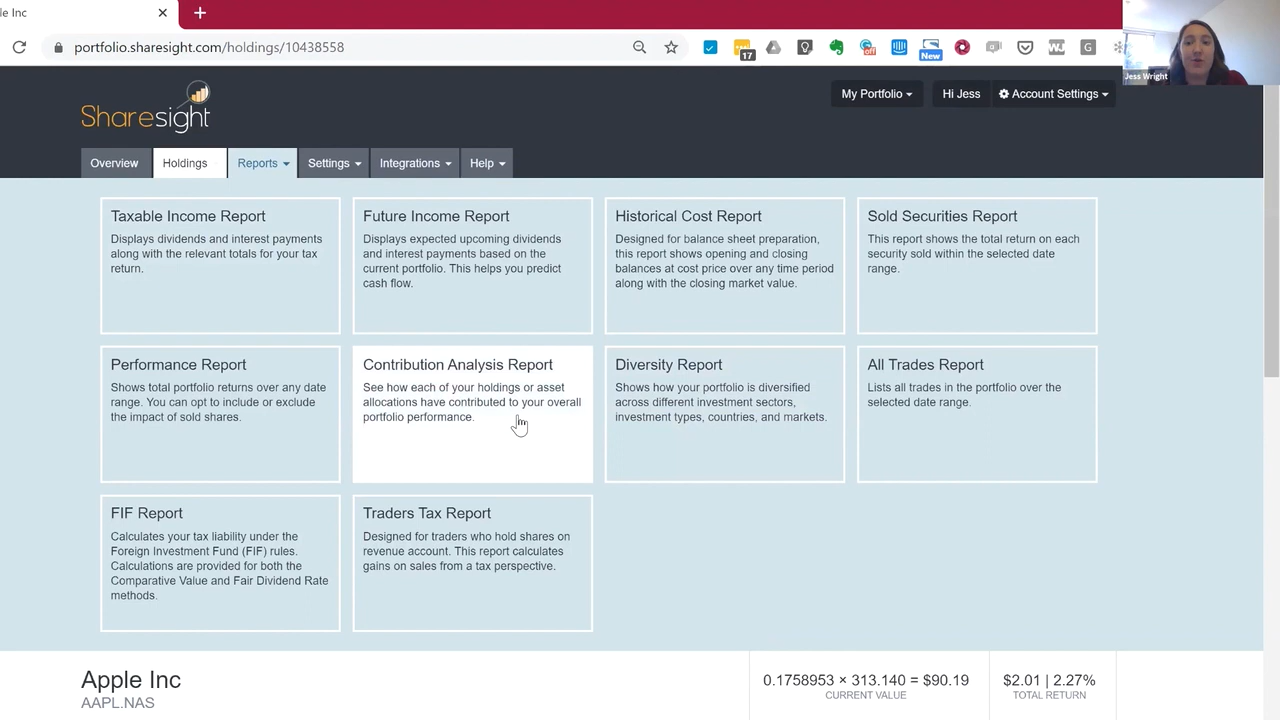 le Inc
portfolio.sharesight.com/holdings/10438558
17
off
New
WJ
G
Jess Wright
Sharesight
My Portfolio
Hi Jess
Account Settings
Overview
Holdings
Reports
Settings
Integrations
Help
Taxable Income Report
Displays dividends and interest payments
along with the relevant totals for your tax
return.
Future Income Report
Displays expected upcoming dividends
and interest payments based on the
current portfolio. This helps you predict
cash flow.
Historical Cost Report
Designed for balance sheet preparation,
this report shows opening and closing
balances at cost price over any time period
along with the closing market value.
Sold Securities Report
This report shows the total return on each
security sold within the selected date
range.
Performance Report
Shows total portfolio returns over any date
range. You can opt to include or exclude
the impact of sold shares.
Contribution Analysis Report
See how each of your holdings or asset
allocations have contributed to your overall
portfolio performance.
Diversity Report
Shows how your portfolio is diversified
across different investment sectors,
investment types, countries, and markets.
All Trades Report
Lists all trades in the portfolio over the
selected date range.
FIF Report
Calculates your tax liability under the
Foreign Investment Fund (FIF) rules.
Calculations are provided for both the
Comparative Value and Fair Dividend Rate
methods.
Traders Tax Report
Designed for traders who hold shares on
revenue account. This report calculates
gains on sales from a tax perspective.
Apple Inc
AAPL.NAS
0.1758953 × 313.140 = $90.19
CURRENT VALUE
$2.01 | 2.27%
TOTAL RETURN